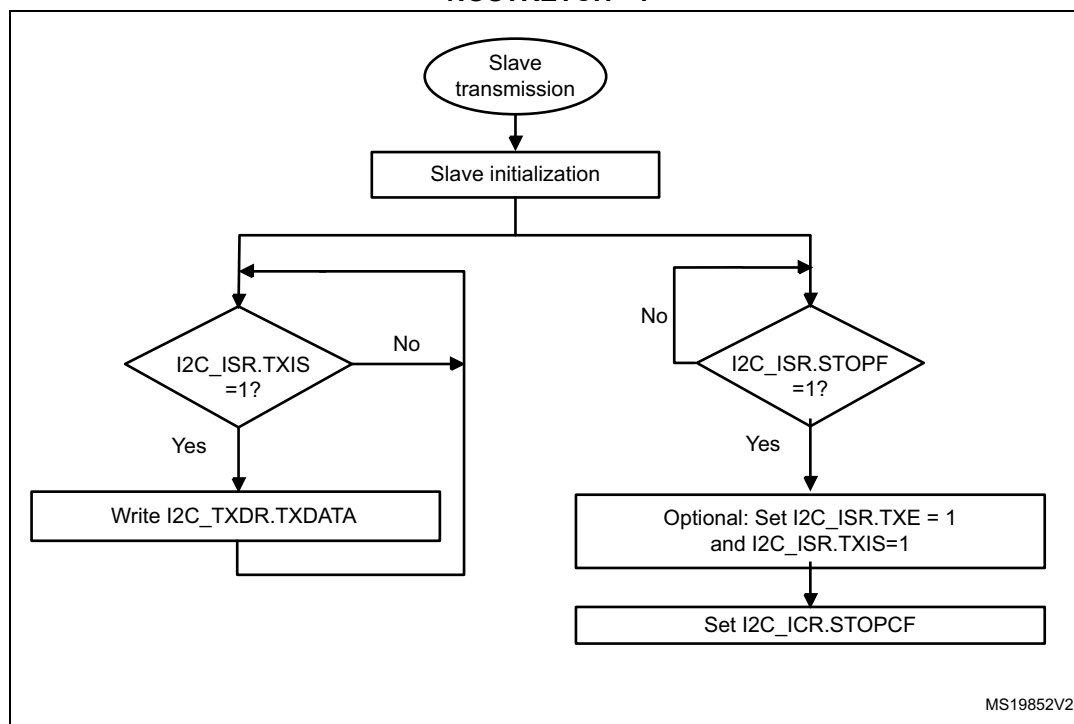 Slave
transmission
Slave initialization
No
No
I2C_ISR.TXIS
=1?
I2C_ISR.STOPF
=1?
Yes
Yes
Write I2C_TXDR.TXDATA
Optional: Set I2C_ISR.TXE = 1
and I2C_ISR.TXIS=1
Set I2C_ICR.STOPCF
MS19852V2